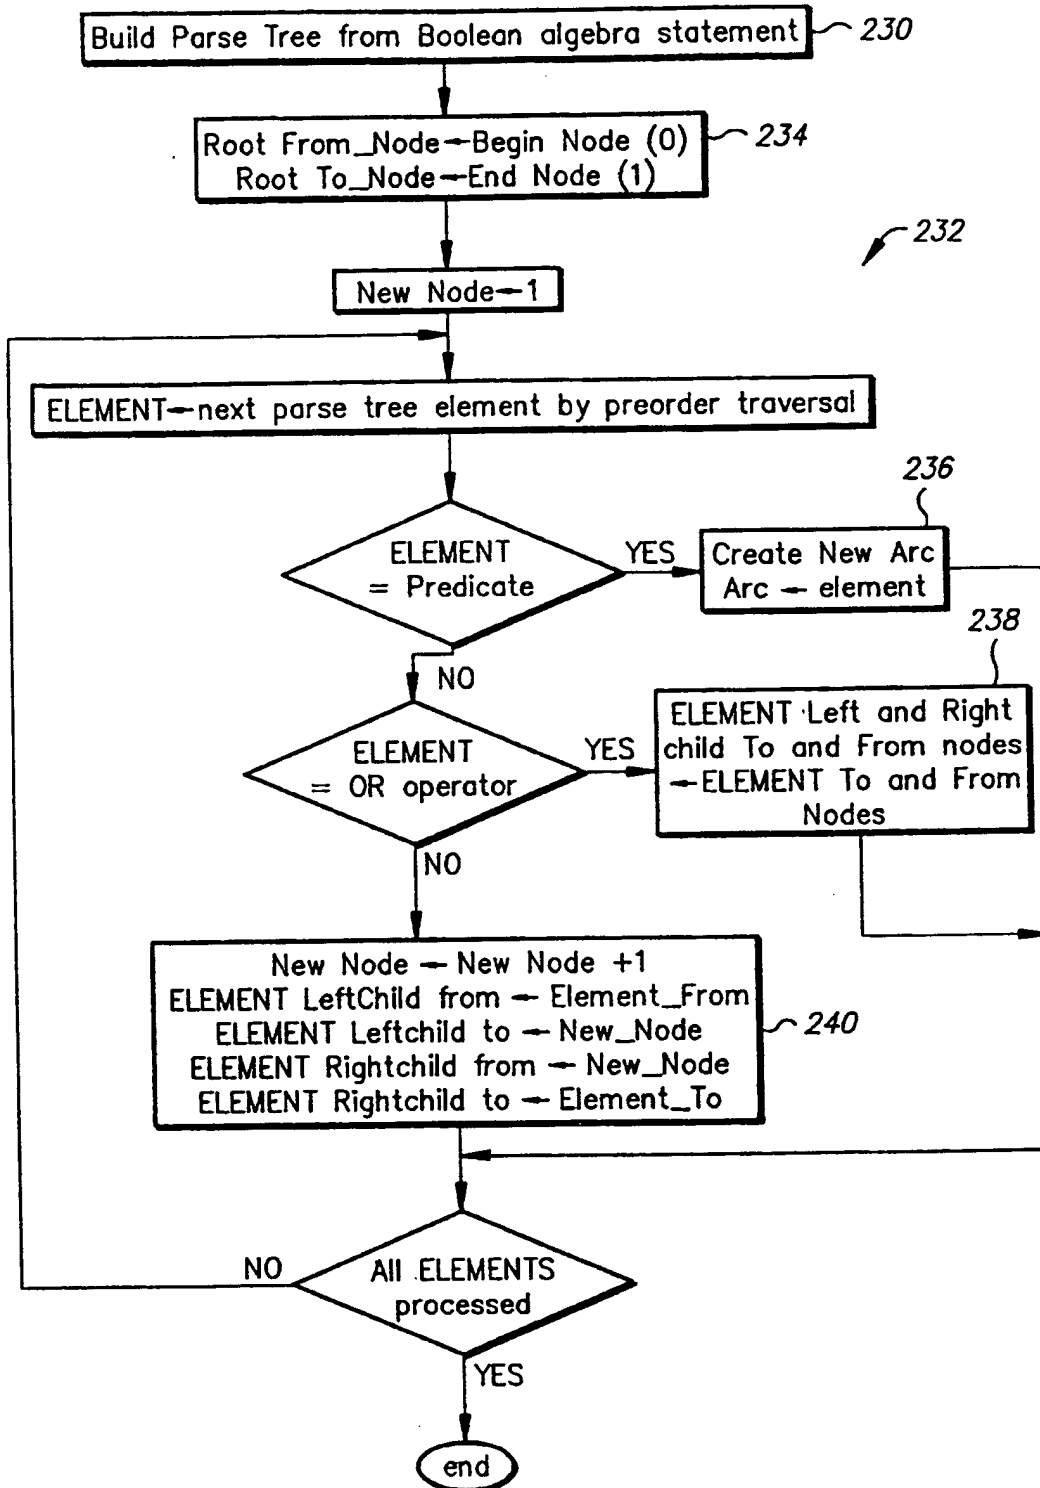 Build Parse Tree from Boolean algebra statement
230
Root From_Node←Begin Node (0)
Root To_Node←End Node (1)
234
232
New Node←1
ELEMENT←next parse tree element by preorder traversal
236
ELEMENT
= Predicate
YES
Create New Arc
Arc ← element
NO
238
ELEMENT
= OR operator
YES
ELEMENT Left and Right
child To and From nodes
←ELEMENT To and From
Nodes
NO
New Node ← New Node +1
ELEMENT LeftChild from ← Element_From
ELEMENT Leftchild to ← New_Node
ELEMENT Rightchild from ← New_Node
ELEMENT Rightchild to ← Element_To
240
NO
All ELEMENTS
processed
YES
end